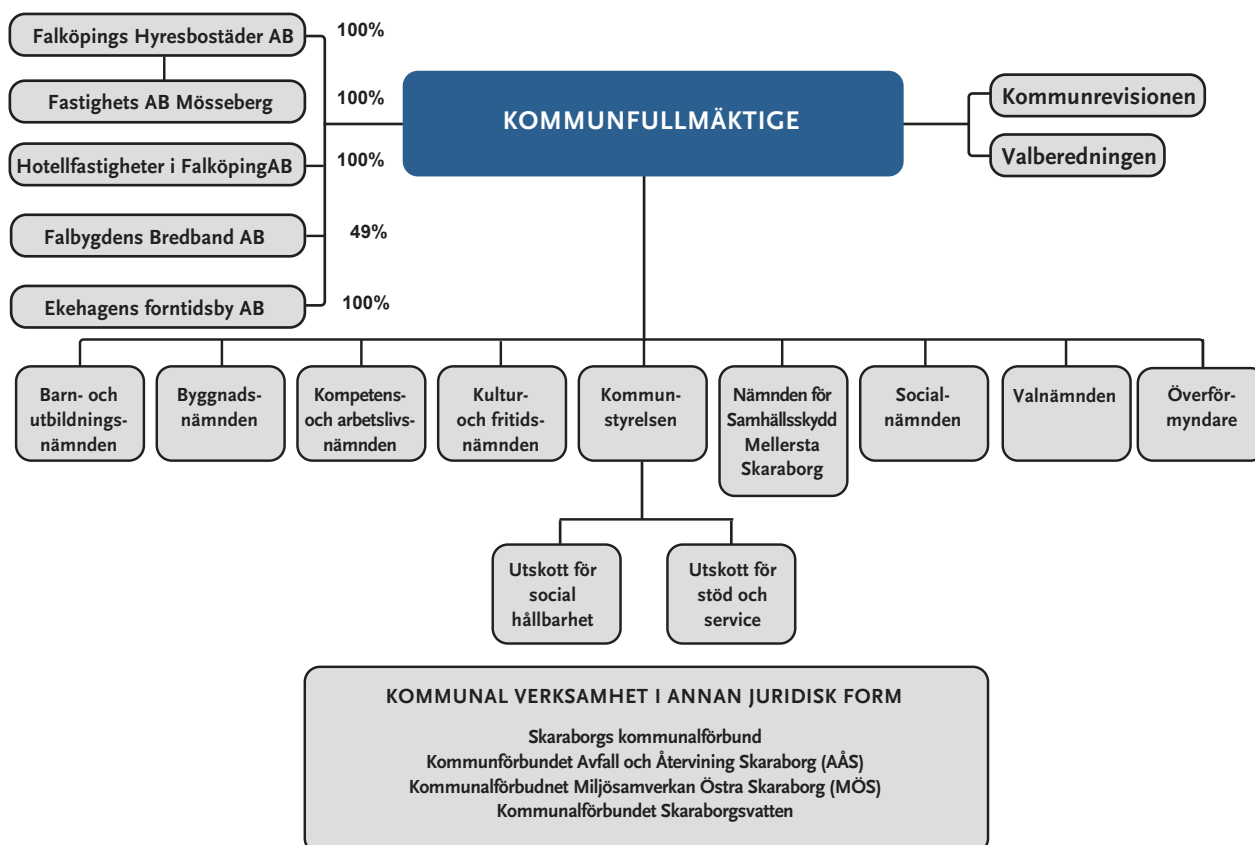 Falköpings Hyresbostäder AB
100%
Fastighets AB Mösseberg
100%
Hotellfastigheter i FalköpingAB
100%
Falbygdens Bredband AB
49%
Ekehagens forntidsby AB
100%
KOMMUNFULLMÄKTIGE
Kommunrevisionen
Valberedningen
Barn- och
utbildnings-
nämnden
Byggnads-
nämnden
Kompetens-
och arbetslivs-
nämnden
Kultur-
och fritids-
nämnden
Kommun-
styrelsen
Nämnden för
Samhällsskydd
Mellersta
Skaraborg
Social-
nämnden
Valnämnden
Överför-
myndare
Utskott för
social
hållbarhet
Utskott för
stöd och
service
KOMMUNAL VERKSAMHET I ANNAN JURIDISK FORM
Skaraborgs kommunalförbund
Kommunförbundet Avfall och Återvining Skaraborg (AÅS)
Kommunalförbudnet Miljösamverkan Östra Skaraborg (MÖS)
Kommunalförbundet Skaraborgsvatten